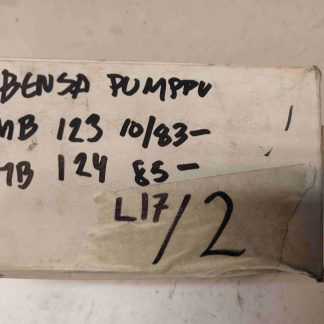 BENSA PUMPPU
MB 123 10/83-
MB 124 85-
L17/2